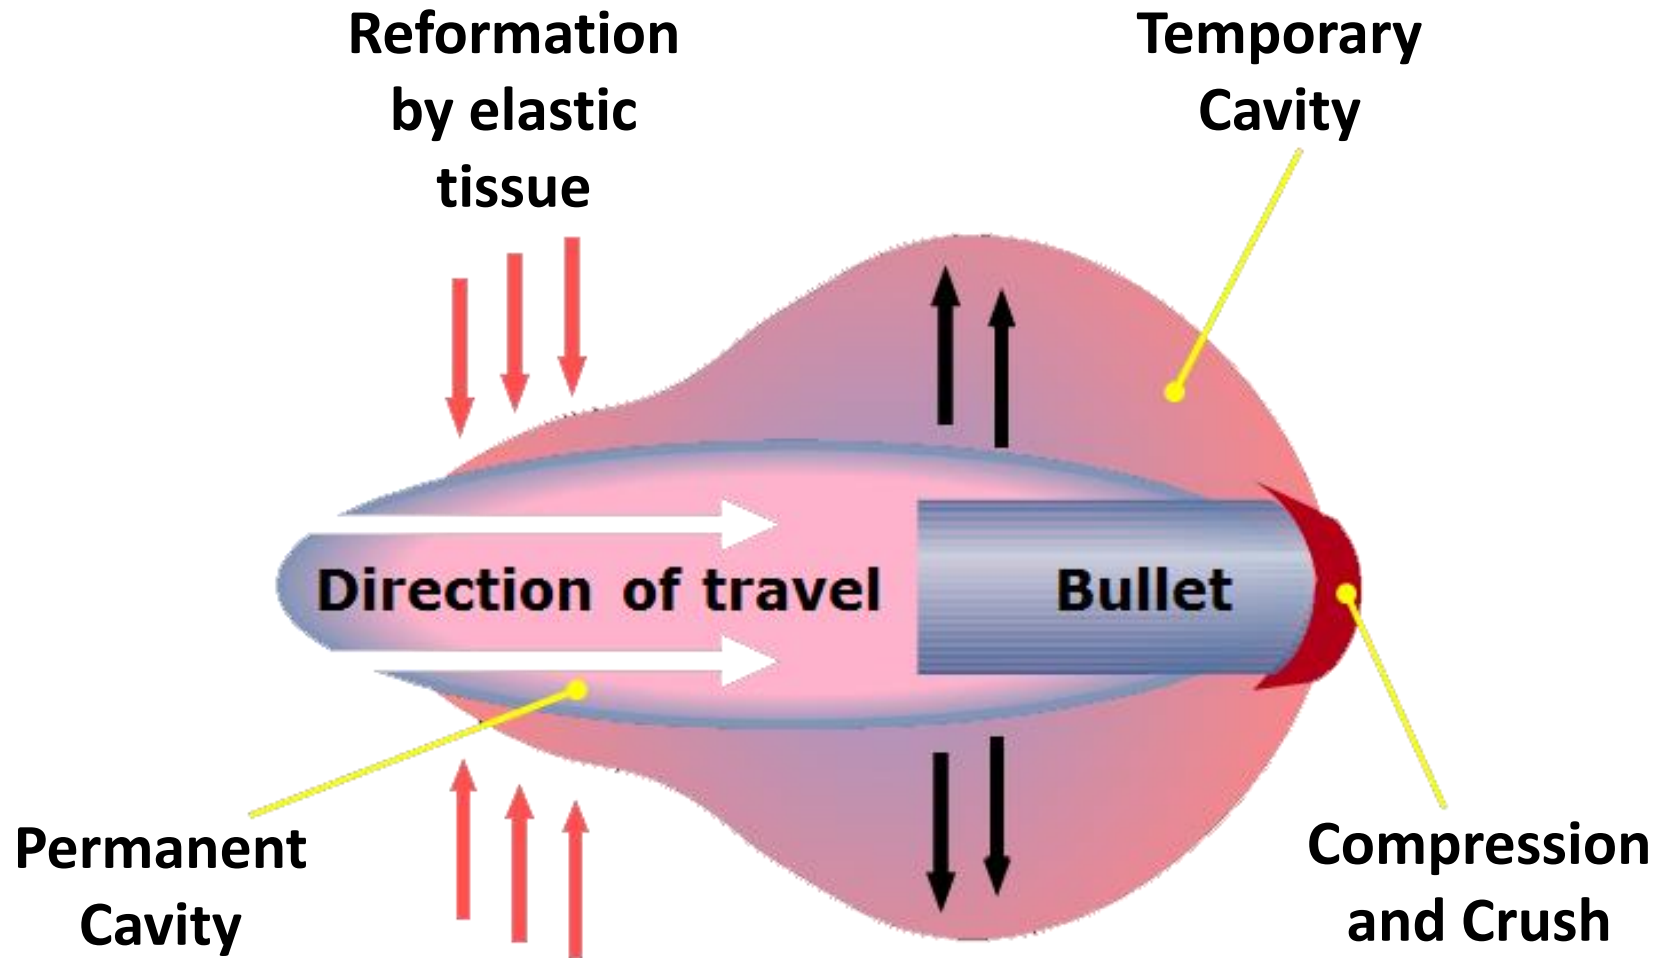 Reformation
by elastic
tissue
Temporary
Cavity
Direction of travel
Bullet
Permanent
Cavity
Compression
and Crush